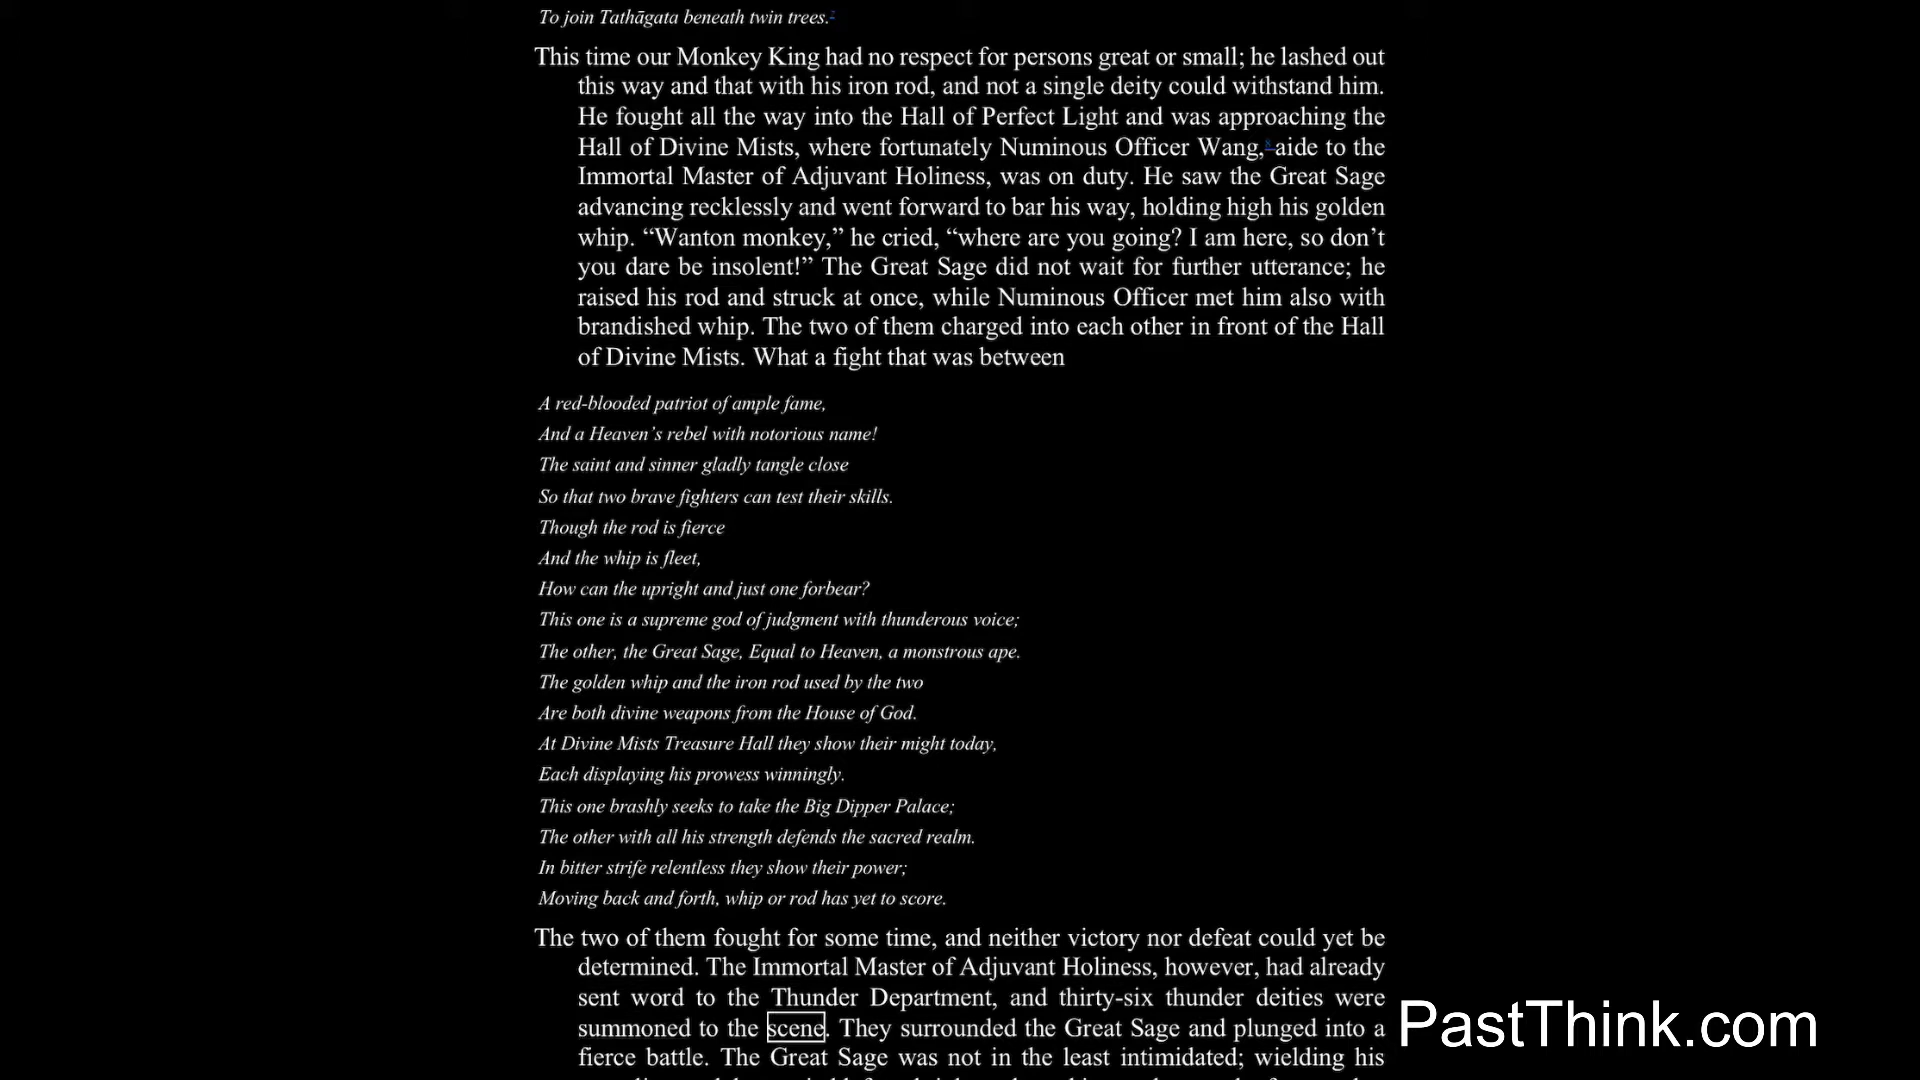 To join Tathāgata beneath twin trees.7
This time our Monkey King had no respect for persons great or small; he lashed out
this way and that with his iron rod, and not a single deity could withstand him.
He fought all the way into the Hall of Perfect Light and was approaching the
Hall of Divine Mists, where fortunately Numinous Officer Wang,8 aide to the
Immortal Master of Adjuvant Holiness, was on duty. He saw the Great Sage
advancing recklessly and went forward to bar his way, holding high his golden
whip. “Wanton monkey,” he cried, “where are you going? I am here, so don’t
you dare be insolent!” The Great Sage did not wait for further utterance; he
raised his rod and struck at once, while Numinous Officer met him also with
brandished whip. The two of them charged into each other in front of the Hall
of Divine Mists. What a fight that was between
A red-blooded patriot of ample fame,
And a Heaven’s rebel with notorious name!
The saint and sinner gladly tangle close
So that two brave fighters can test their skills.
Though the rod is fierce
And the whip is fleet,
How can the upright and just one forbear?
This one is a supreme god of judgment with thunderous voice;
The other, the Great Sage, Equal to Heaven, a monstrous ape.
The golden whip and the iron rod used by the two
Are both divine weapons from the House of God.
At Divine Mists Treasure Hall they show their might today,
Each displaying his prowess winningly.
This one brashly seeks to take the Big Dipper Palace;
The other with all his strength defends the sacred realm.
In bitter strife relentless they show their power;
Moving back and forth, whip or rod has yet to score.
The two of them fought for some time, and neither victory nor defeat could yet be
determined. The Immortal Master of Adjuvant Holiness, however, had already
sent word to the Thunder Department, and thirty-six thunder deities were
summoned to the scene. They surrounded the Great Sage and plunged into a
fierce battle. The Great Sage was not in the least intimidated; wielding his
PastThink.com